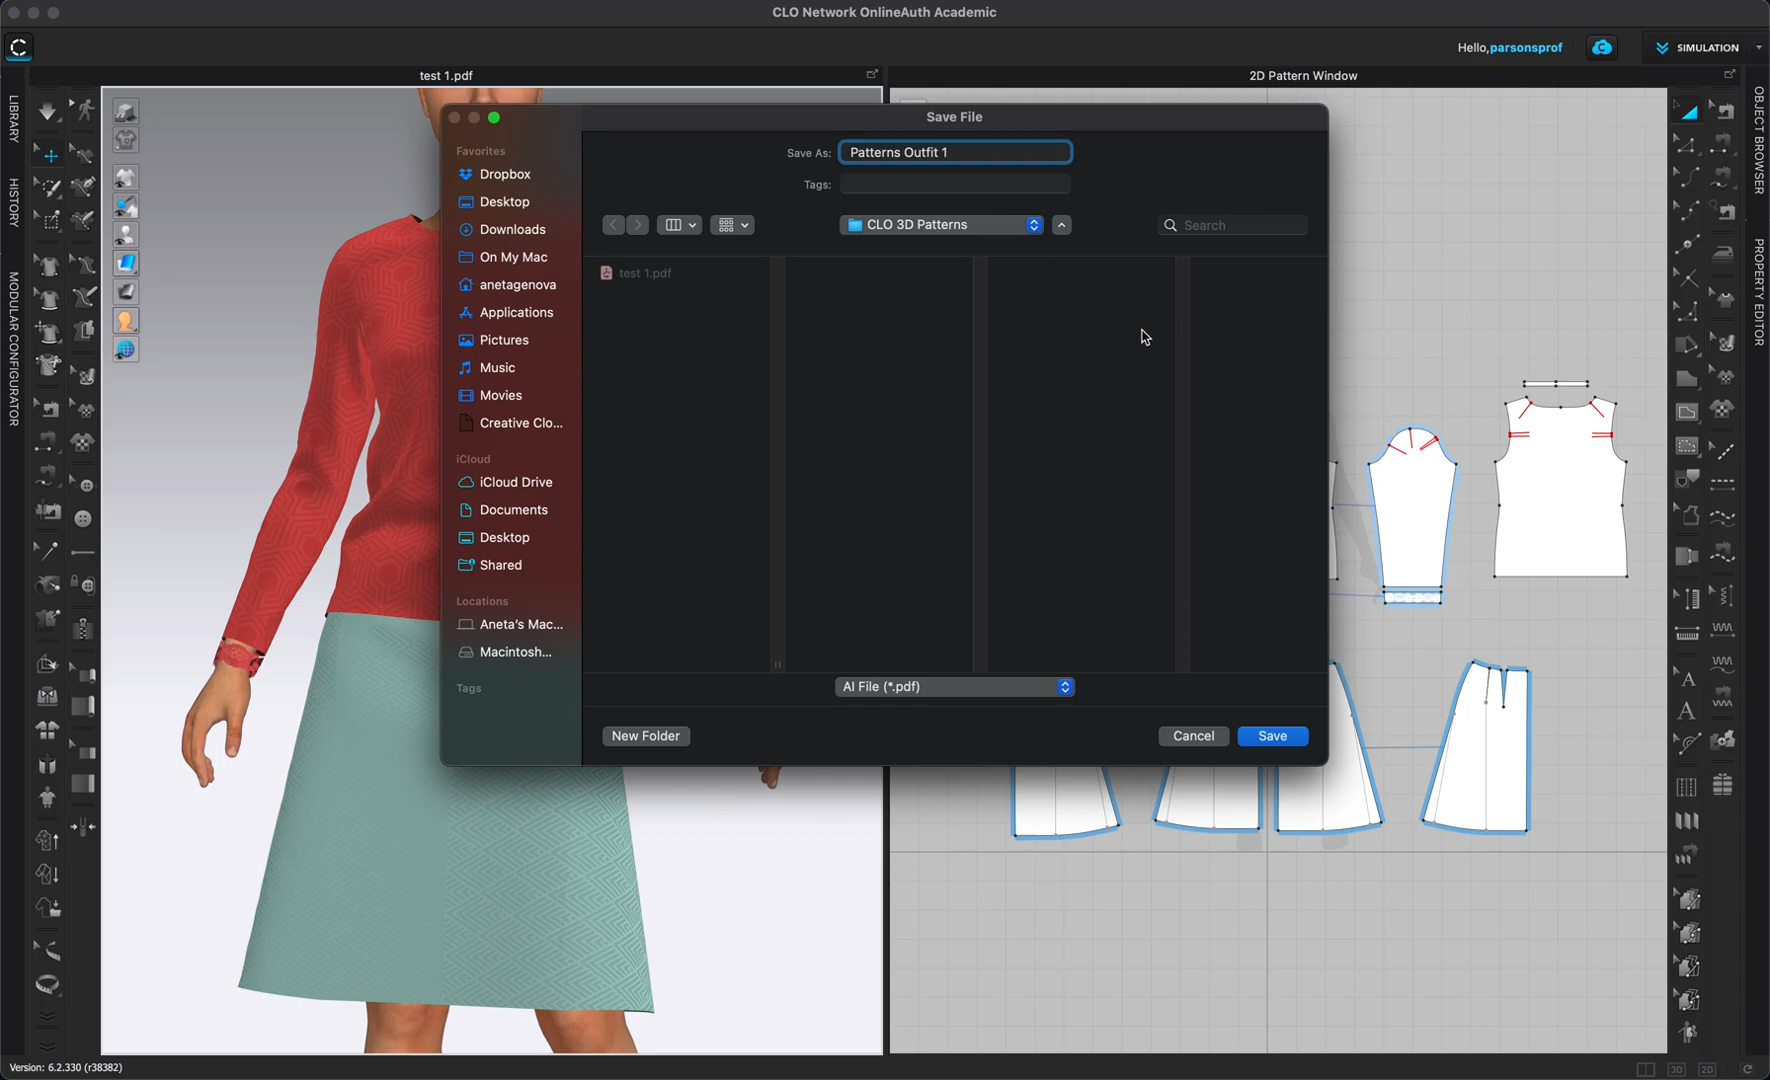 CLO Network OnlineAuth Academic
Hello,parsonsprof
SIMULATION
test 1.pdf
2D Pattern Window
LIBRARY
HISTORY
MODULAR CONFIGURATOR
OBJECT BROWSER
PROPERTY EDITOR
Save File
Save As: Patterns Outfit 1
Tags:
CLO 3D Patterns
Search
test 1.pdf
Favorites
Dropbox
Desktop
Downloads
On My Mac
anetagenova
Applications
Pictures
Music
Movies
Creative Clo...
iCloud
iCloud Drive
Documents
Desktop
Shared
Locations
Aneta's Mac...
Macintosh...
Tags
AI File (*.pdf)
New Folder
Cancel
Save
Version: 6.2.330 (r38382)
3D
2D